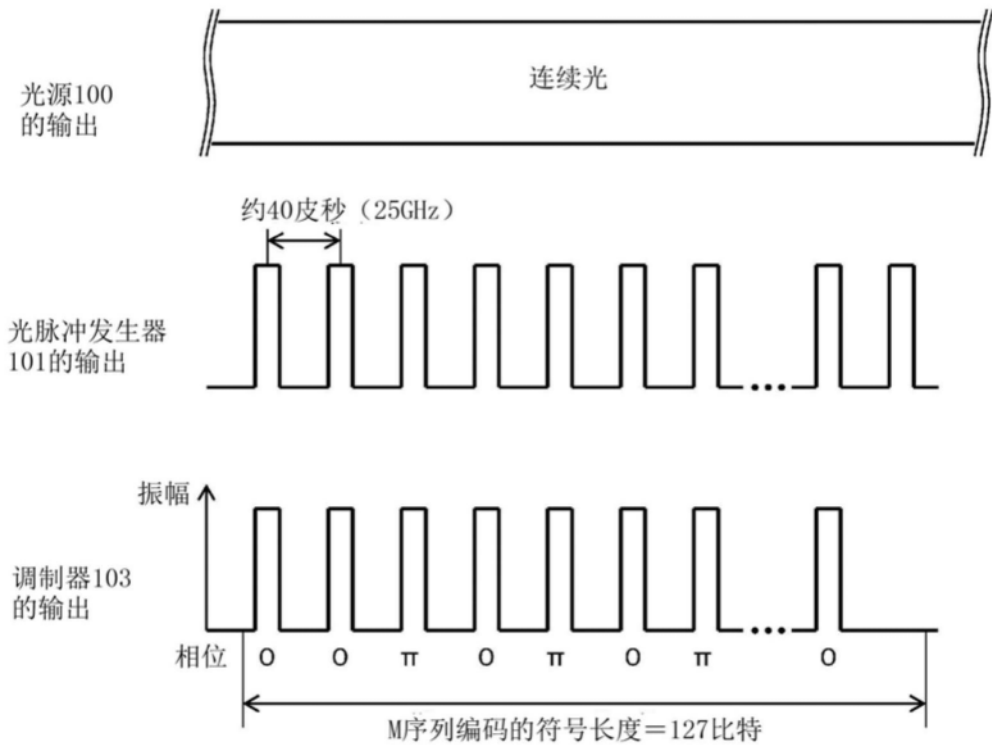 连续光
光源100
的输出
约40皮秒（25GHz）
光脉冲发生器
101的输出
•••
振幅
调制器103
的输出
•••
相位 0 0 π 0 π 0 π 0
M序列编码的符号长度＝127比特